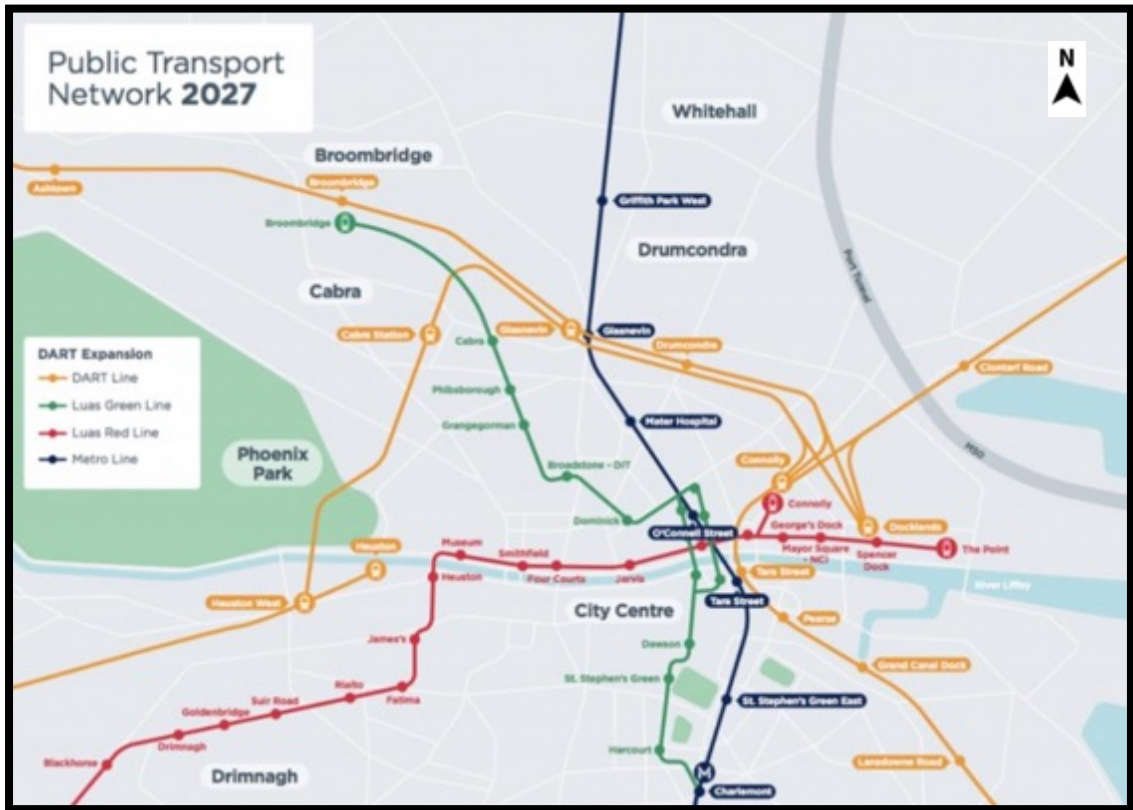 Public Transport
Network 2027
N
Whitehall
Broombridge
Ashtown
Broombridge
Griffith Park West
Broombridge
Drumcondra
Port Tunnel
Cabra
Cabra Station
Glasnevin
Glasnevin
Cabra
Drumcondra
DART Expansion
DART Line
Luas Green Line
Luas Red Line
Metro Line
Clontarf Road
Phibsborough
Grangegorman
Mater Hospital
Phoenix
Park
M50
Connolly
Broadstone - DIT
Connolly
Dominick
George's Dock
Docklands
O'Connell Street
Heuston
Museum
Smithfield
Mayor Square
- NCI
Spencer
Dock
The Point
Heuston
Four Courts
Jarvis
Tara Street
River Liffey
Heuston West
City Centre
Tara Street
Pearse
James's
Dawson
Grand Canal Dock
St. Stephen's Green
Rialto
Fatima
Suir Road
St. Stephen's Green East
Goldenbridge
Drimnagh
Harcourt
Blackhorse
Drimnagh
Lansdowne Road
M
Charlemont